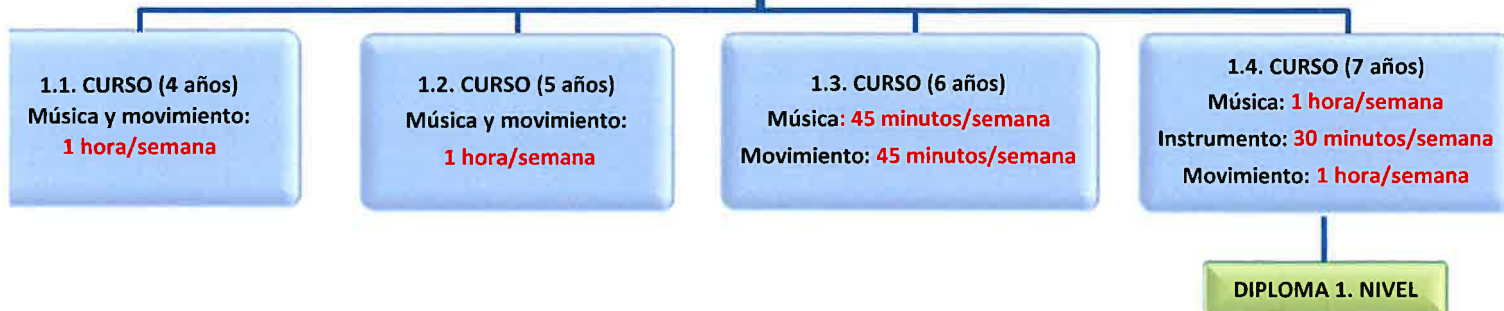 1.1. CURSO (4 años)
Música y movimiento:
1 hora/semana
1.2. CURSO (5 años)
Música y movimiento:
1 hora/semana
1.3. CURSO (6 años)
Música: 45 minutos/semana
Movimiento: 45 minutos/semana
1.4. CURSO (7 años)
Música: 1 hora/semana
Instrumento: 30 minutos/semana
Movimiento: 1 hora/semana
DIPLOMA 1. NIVEL